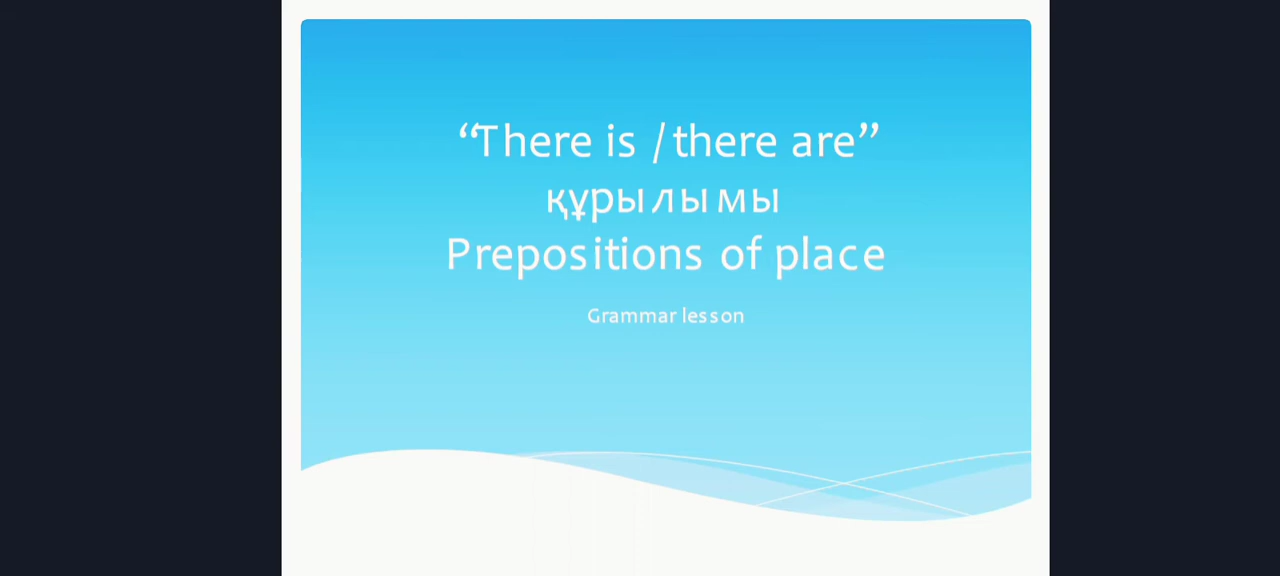 “There is / there are”
құрылымы
Prepositions of place
Grammar lesson